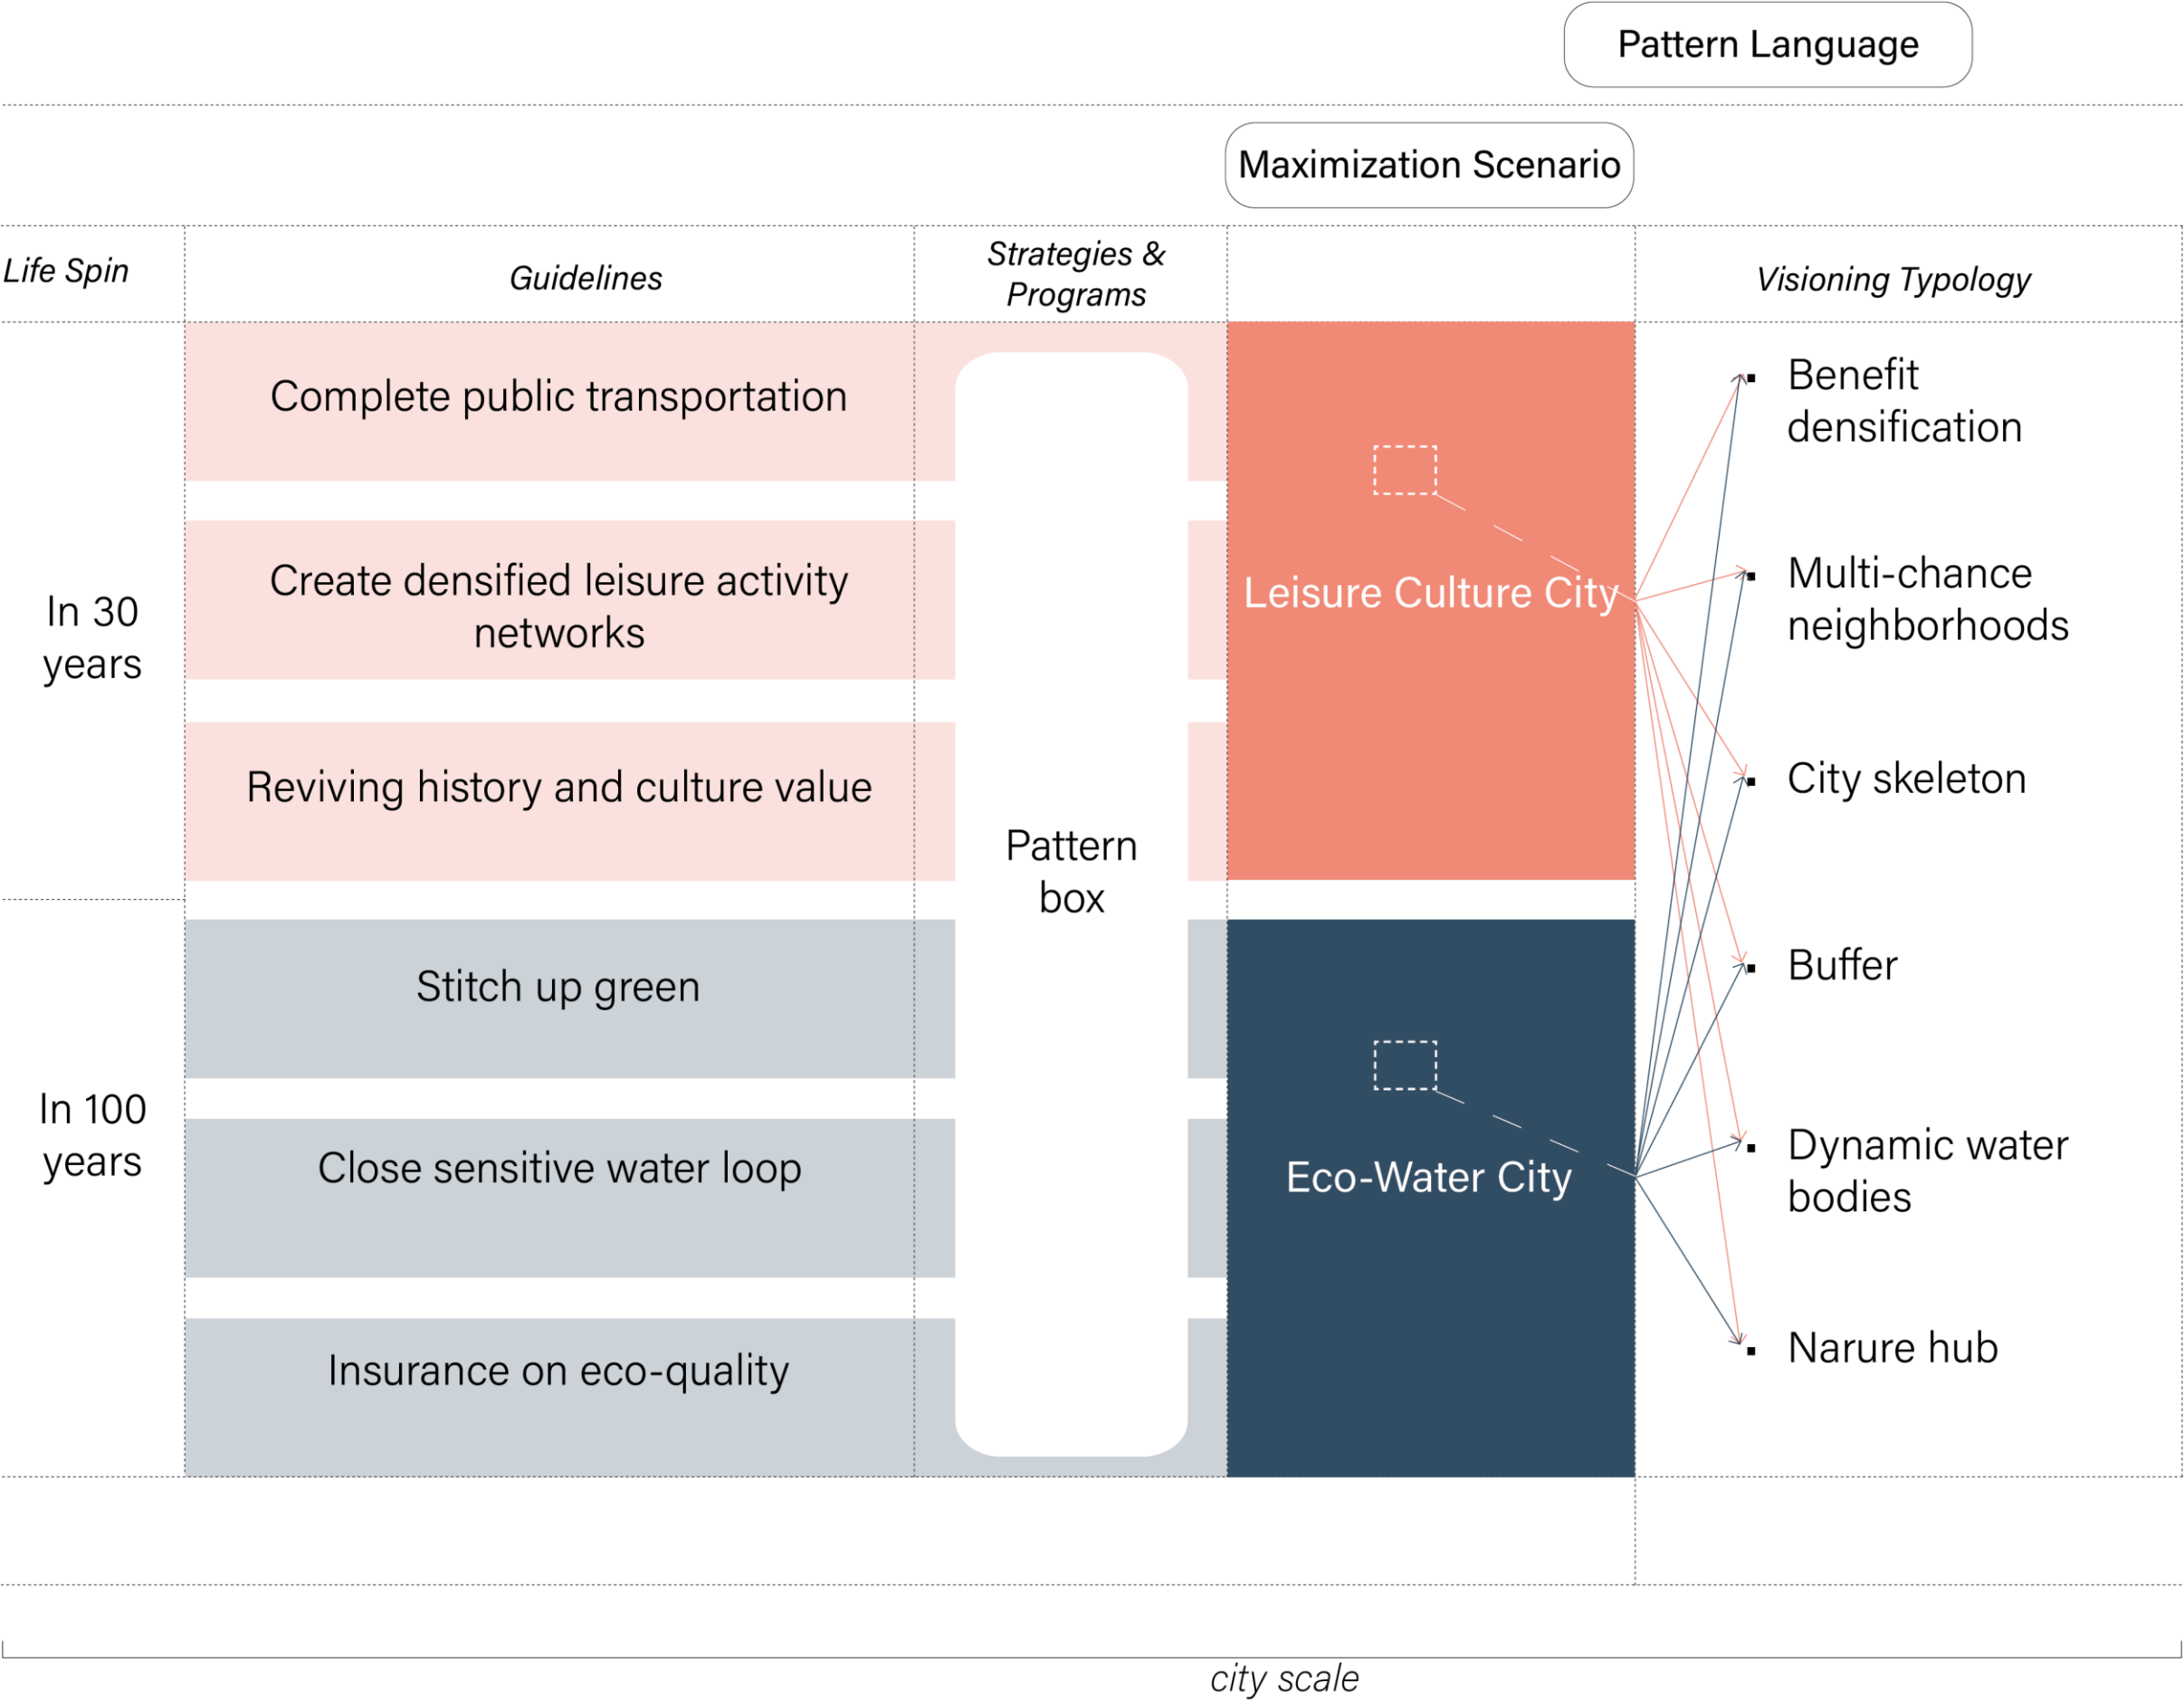 Pattern Language
Maximization Scenario
Life Spin
Guidelines
Strategies &
Programs
Visioning Typology
In 30
years
In 100
years
Complete public transportation
Create densified leisure activity
networks
Reviving history and culture value
Stitch up green
Close sensitive water loop
Insurance on eco-quality
Pattern
box
Leisure Culture City
Eco-Water City
Benefit
densification
Multi-chance
neighborhoods
City skeleton
Buffer
Dynamic water
bodies
Narure hub
city scale